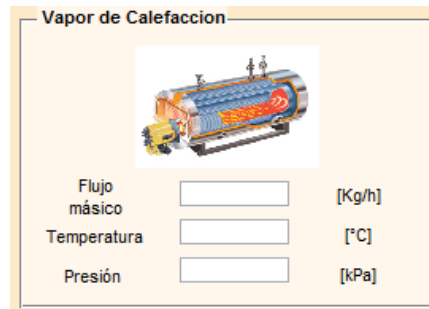 Vapor de Calefaccion
Flujo
másico
[Kg/h]
Temperatura
[°C]
Presión
[kPa]